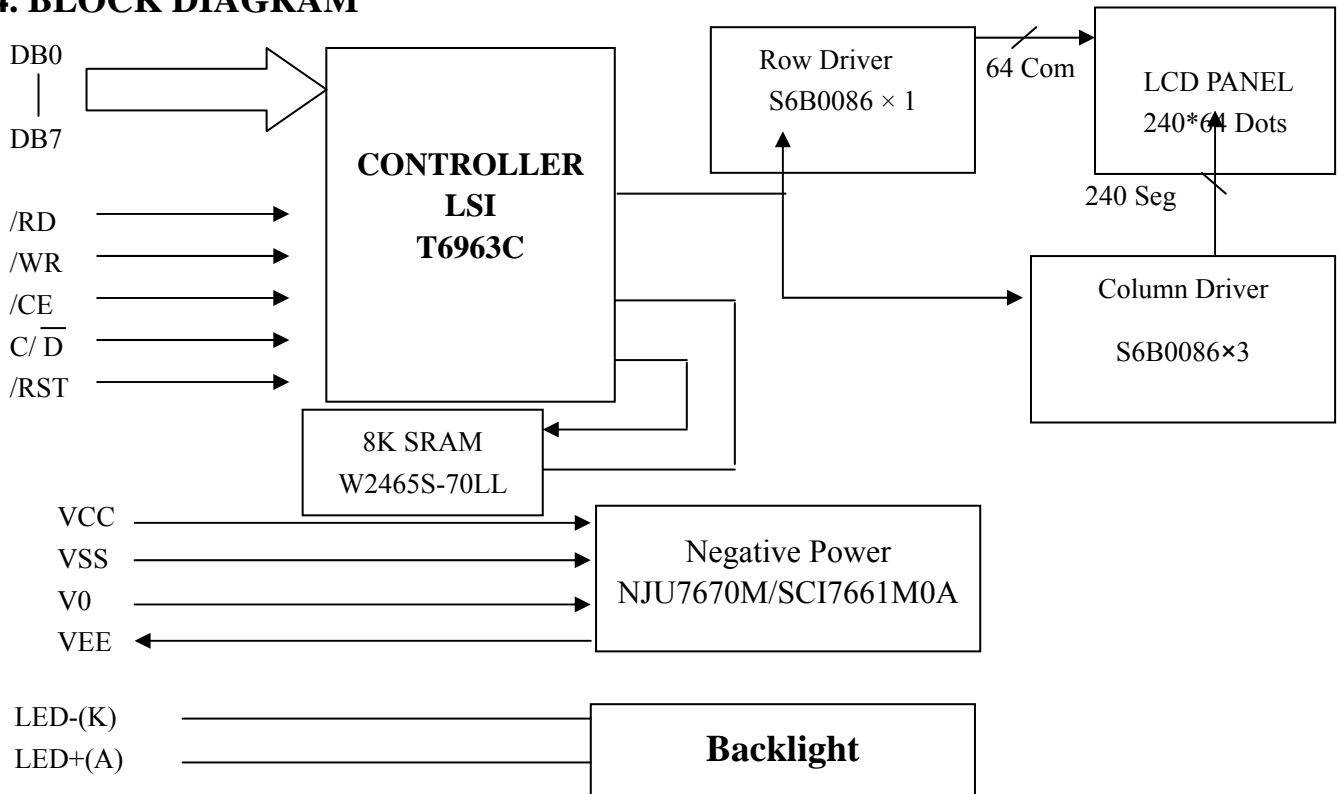 4. BLOCK DIAGRAM
DB0
DB7
/RD
/WR
/CE
C/ D̅
/RST
CONTROLLER
LSI
T6963C
Row Driver
S6B0086 × 1
64 Com
LCD PANEL
240*64 Dots
240 Seg
Column Driver
S6B0086×3
8K SRAM
W2465S-70LL
VCC
VSS
V0
VEE
Negative Power
NJU7670M/SCI7661M0A
LED-(K)
LED+(A)
Backlight